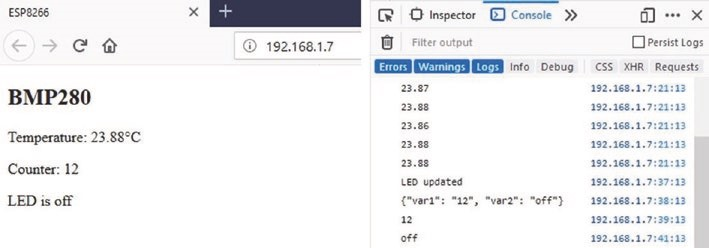 ESP8266
192.168.1.7
BMP280
Temperature: 23.88°C
Counter: 12
LED is off
Inspector Console
Filter output Persist Logs
Errors Warnings Logs Info Debug CSS XHR Requests
23.87 192.168.1.7:21:13
23.88 192.168.1.7:21:13
23.86 192.168.1.7:21:13
23.88 192.168.1.7:21:13
23.88 192.168.1.7:21:13
LED updated 192.168.1.7:37:13
{"var1": "12", "var2": "off"} 192.168.1.7:38:13
12 192.168.1.7:39:13
off 192.168.1.7:41:13